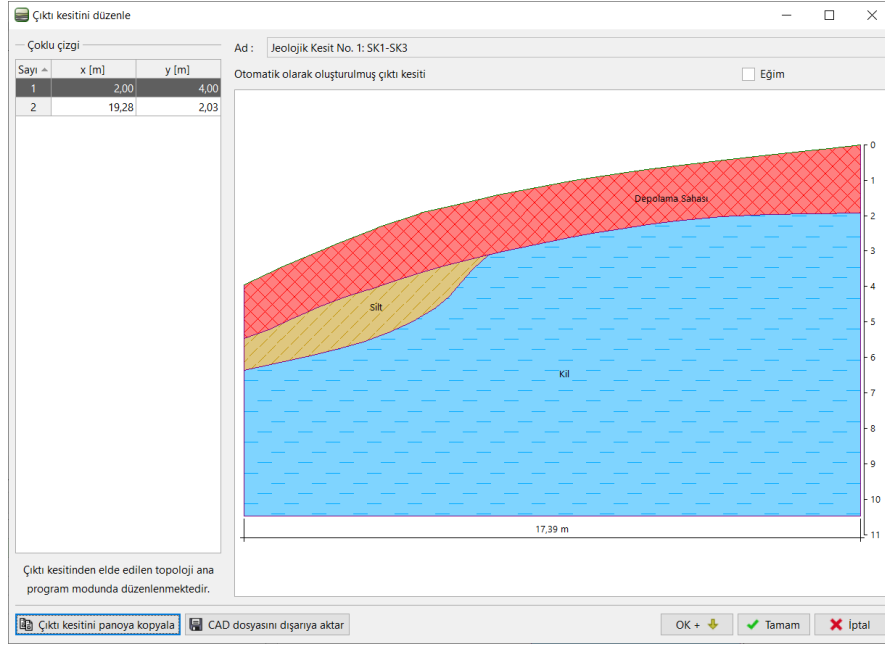 Çıktı kesitini düzenle
Çoklu çizgi
Sayı x [m] y [m]
1 2,00 4,00
2 19,28 2,03
Çıktı kesitinden elde edilen topoloji ana
program modunda düzenlenmektedir.
Ad : Jeolojik Kesit No. 1: SK1-SK3
Otomatik olarak oluşturulmuş çıktı kesiti
Eğim
Depolama Sahası
Silt
Kil
0
1
2
3
4
5
6
7
8
9
10
11
17,39 m
Çıktı kesitini panoya kopyala
CAD dosyasını dışarıya aktar
OK +
Tamam
İptal